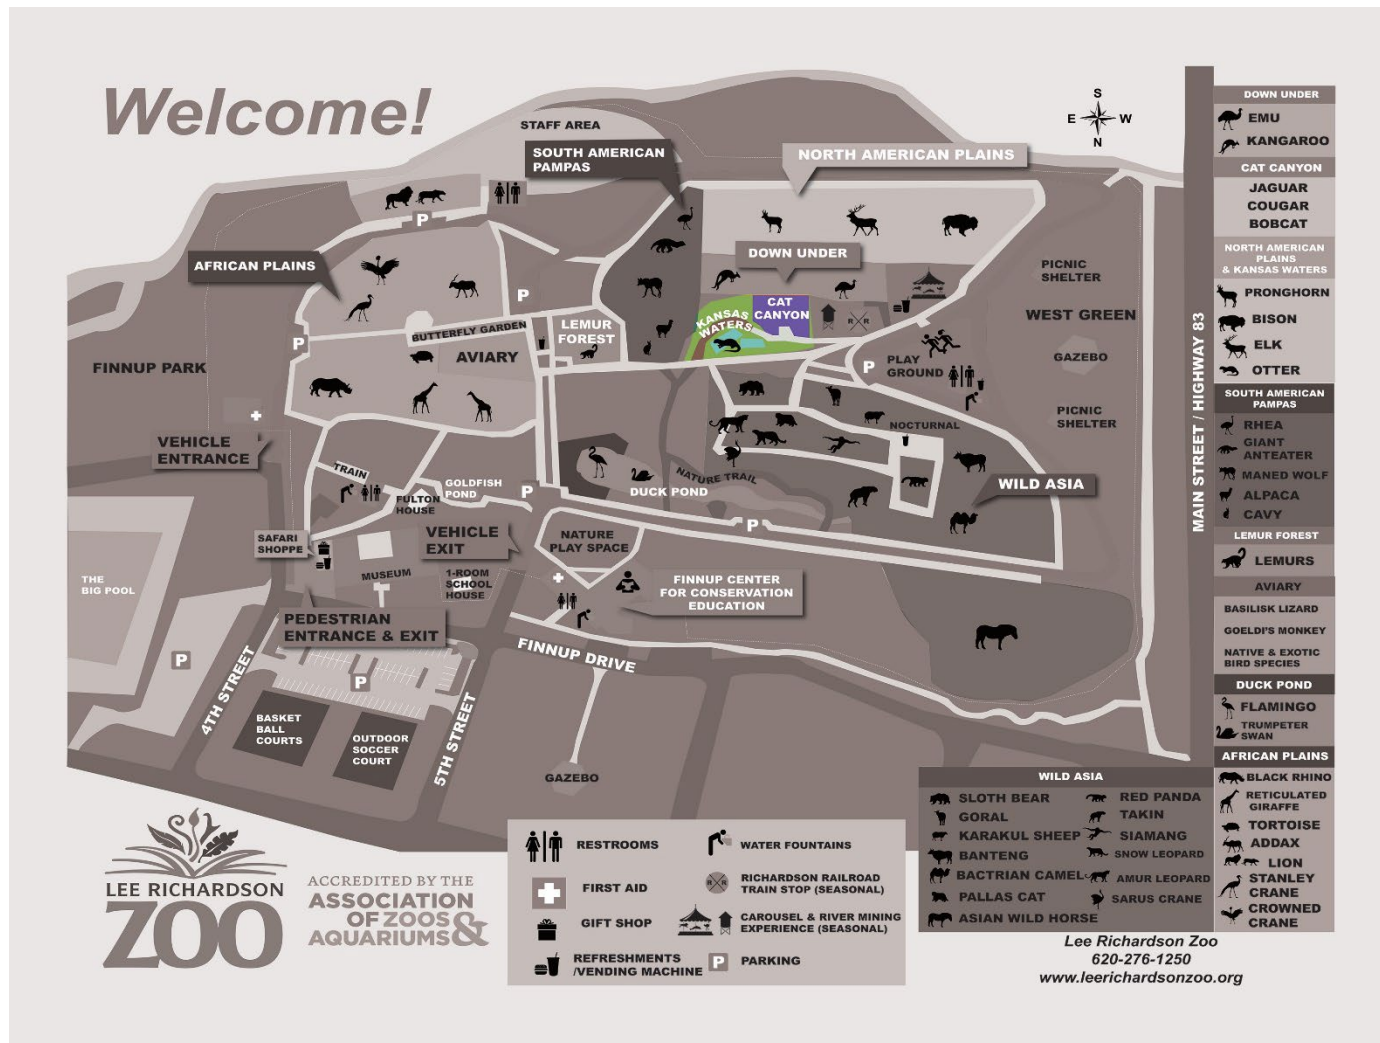 Welcome!
STAFF AREA
SOUTH AMERICAN
PAMPAS
NORTH AMERICAN PLAINS
S
E
W
N
P
AFRICAN PLAINS
DOWN UNDER
P
BUTTERFLY GARDEN
LEMUR
FOREST
KANSAS
WATERS
CAT
CANYON
R R
PICNIC
SHELTER
WEST GREEN
GAZEBO
PICNIC
SHELTER
MAIN STREET / HIGHWAY 83
P
AVIARY
FINNUP PARK
P
PLAY
GROUND
NOCTURNAL
VEHICLE
ENTRANCE
TRAIN
FULTON
HOUSE
GOLDFISH
POND
P
DUCK POND
NATURE TRAIL
WILD ASIA
P
SAFARI
SHOPPE
VEHICLE
EXIT
NATURE
PLAY SPACE
MUSEUM
1-ROOM
SCHOOL
HOUSE
FINNUP CENTER
FOR CONSERVATION
EDUCATION
THE
BIG POOL
PEDESTRIAN
ENTRANCE & EXIT
FINNUP DRIVE
P
P
4TH STREET
5TH STREET
BASKET
BALL
COURTS
OUTDOOR
SOCCER
COURT
GAZEBO
DOWN UNDER
EMU
KANGAROO
CAT CANYON
JAGUAR
COUGAR
BOBCAT
NORTH AMERICAN
PLAINS
& KANSAS WATERS
PRONGHORN
BISON
ELK
OTTER
SOUTH AMERICAN
PAMPAS
RHEA
GIANT
ANTEATER
MANED WOLF
ALPACA
CAVY
LEMUR FOREST
LEMURS
AVIARY
BASILISK LIZARD
GOELDI'S MONKEY
NATIVE & EXOTIC
BIRD SPECIES
DUCK POND
FLAMINGO
TRUMPETER
SWAN
AFRICAN PLAINS
BLACK RHINO
RETICULATED
GIRAFFE
TORTOISE
ADDAX
LION
STANLEY
CRANE
CROWNED
CRANE
WILD ASIA
SLOTH BEAR
GORAL
KARAKUL SHEEP
BANTENG
BACTRIAN CAMEL
PALLAS CAT
ASIAN WILD HORSE
RED PANDA
TAKIN
SIAMANG
SNOW LEOPARD
AMUR LEOPARD
SARUS CRANE
LEE RICHARDSON
ZOO
ACCREDITED BY THE
ASSOCIATION
OF ZOOS
AQUARIUMS &
RESTROOMS
FIRST AID
GIFT SHOP
REFRESHMENTS
/VENDING MACHINE
WATER FOUNTAINS
R R
RICHARDSON RAILROAD
TRAIN STOP (SEASONAL)
CAROUSEL & RIVER MINING
EXPERIENCE (SEASONAL)
P
PARKING
Lee Richardson Zoo
620-276-1250
www.leerichardsonzoo.org